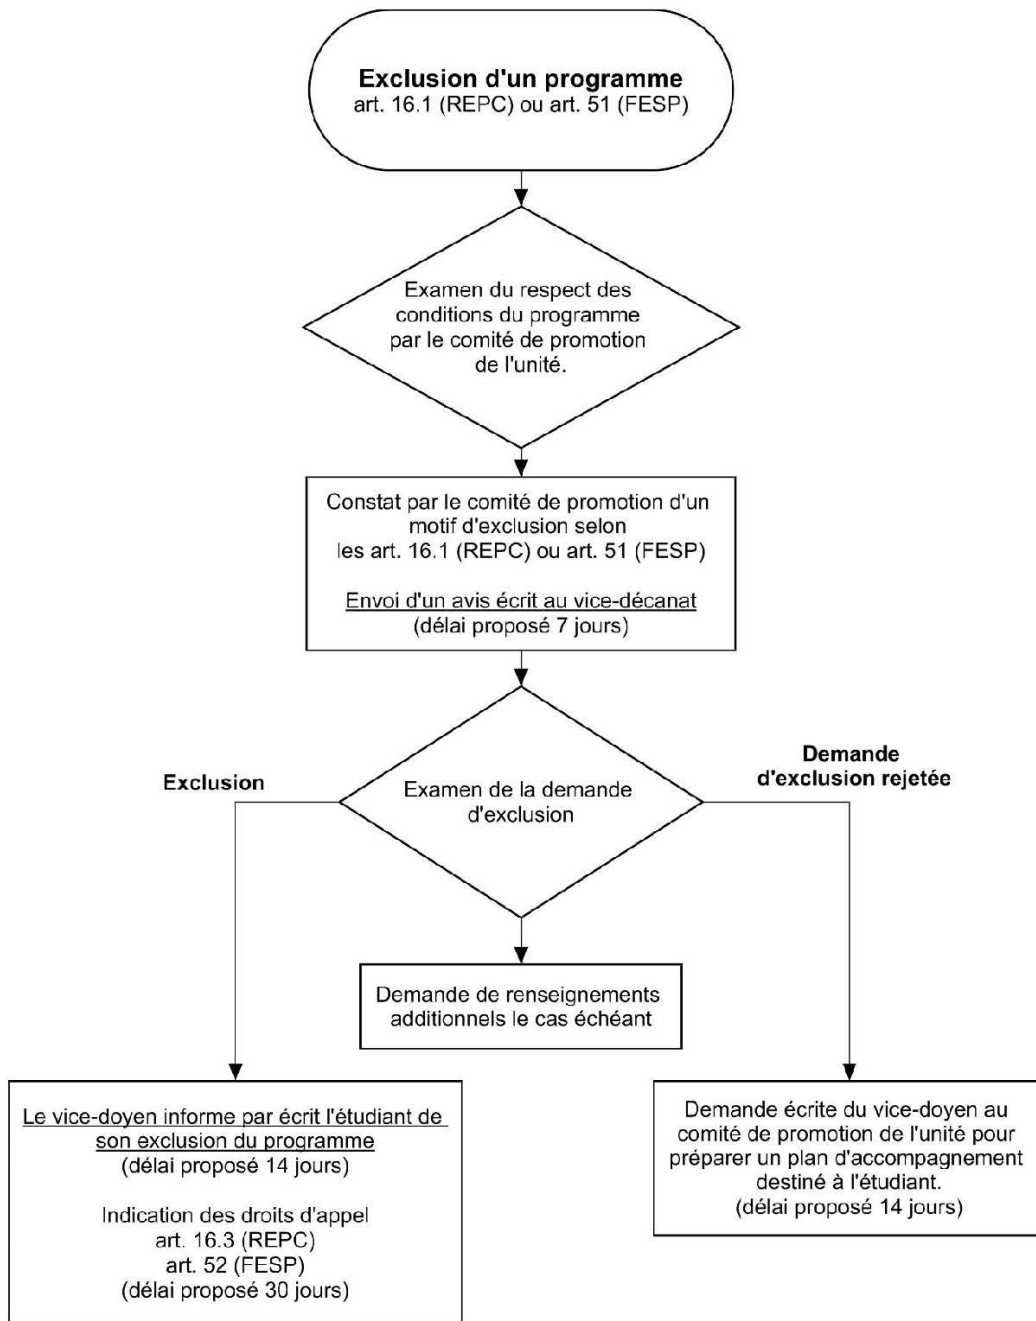 Exclusion d'un programme
art. 16.1 (REPC) ou art. 51 (FESP)
Examen du respect des
conditions du programme
par le comité de promotion
de l'unité.
Constat par le comité de promotion d'un
motif d'exclusion selon
les art. 16.1 (REPC) ou art. 51 (FESP)
Envoi d'un avis écrit au vice-décanat
(délai proposé 7 jours)
Exclusion
Examen de la demande
d'exclusion
Demande
d'exclusion rejetée
Demande de renseignements
additionnels le cas échéant
Le vice-doyen informe par écrit l'étudiant de
son exclusion du programme
(délai proposé 14 jours)
Indication des droits d'appel
art. 16.3 (REPC)
art. 52 (FESP)
(délai proposé 30 jours)
Demande écrite du vice-doyen au
comité de promotion de l'unité pour
préparer un plan d'accompagnement
destiné à l'étudiant.
(délai proposé 14 jours)